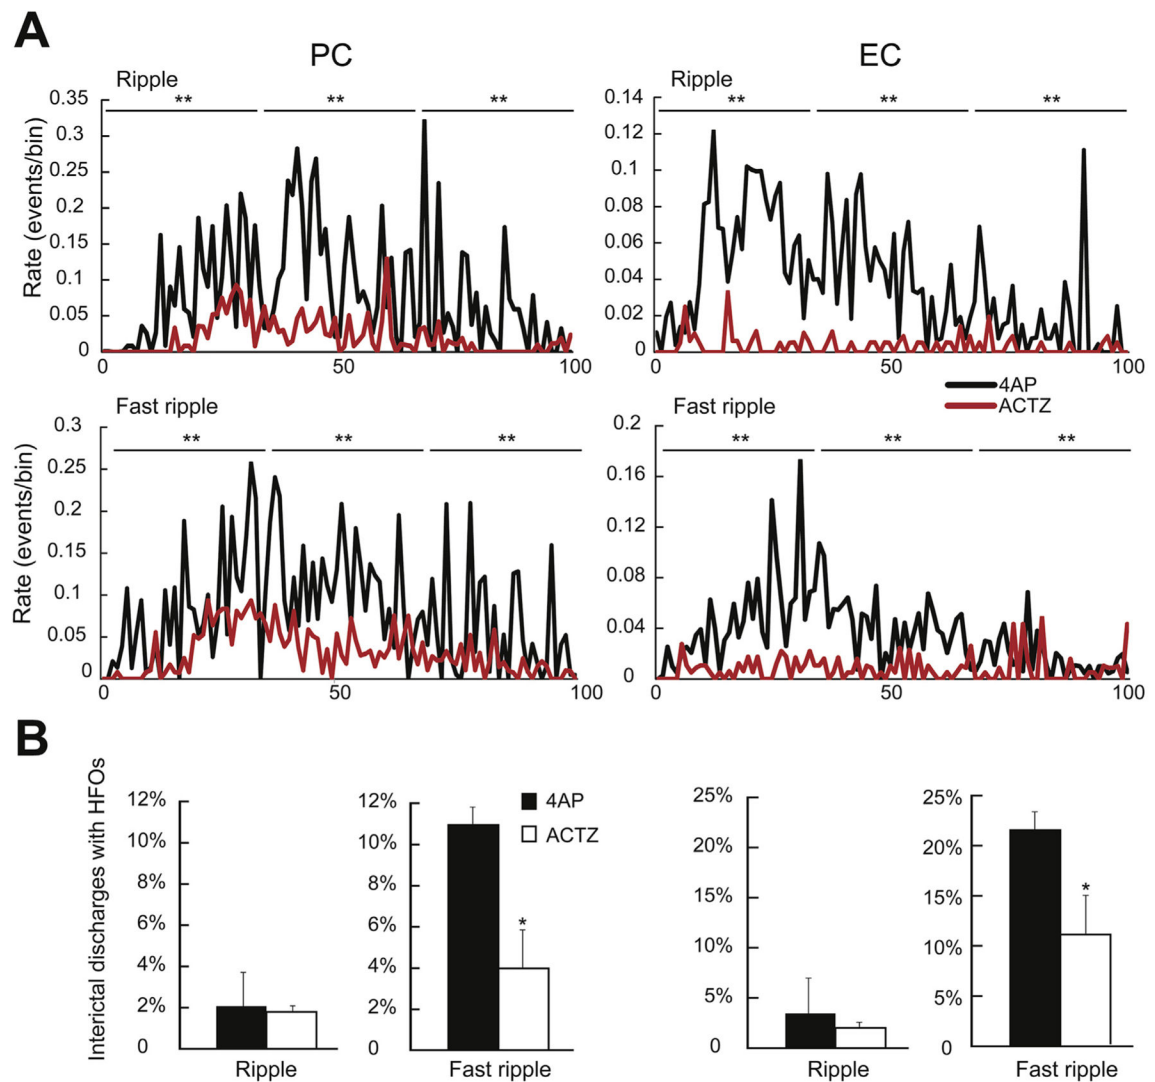 A
PC
EC
Ripple
Ripple
** ** **
** ** **
0.35
0.3
0.25
0.2
0.15
0.1
0.05
0
Rate (events/bin)
0 50 100
0.14
0.12
0.1
0.08
0.06
0.04
0.02
0
0 50 100
4AP
ACTZ
Fast ripple
Fast ripple
** ** **
** ** **
0.3
0.25
0.2
0.15
0.1
0.05
0
Rate (events/bin)
0 50 100
0.2
0.16
0.12
0.08
0.04
0
0 50 100
B
Interictal discharges with HFOs
12%
10%
8%
6%
4%
2%
0
Ripple
12%
10%
8%
6%
4%
2%
0
4AP
ACTZ
*
Fast ripple
25%
20%
15%
10%
5%
0
Ripple
25%
20%
15%
10%
5%
0
*
Fast ripple